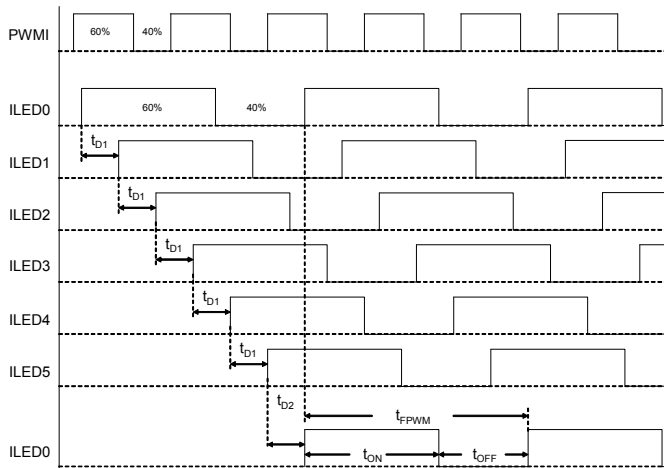 PWMI
60% 40%
ILED0
60% 40%
tD1
ILED1
tD1
ILED2
tD1
ILED3
tD1
ILED4
tD1
ILED5
tD2
tFPWM
ILED0
tON tOFF